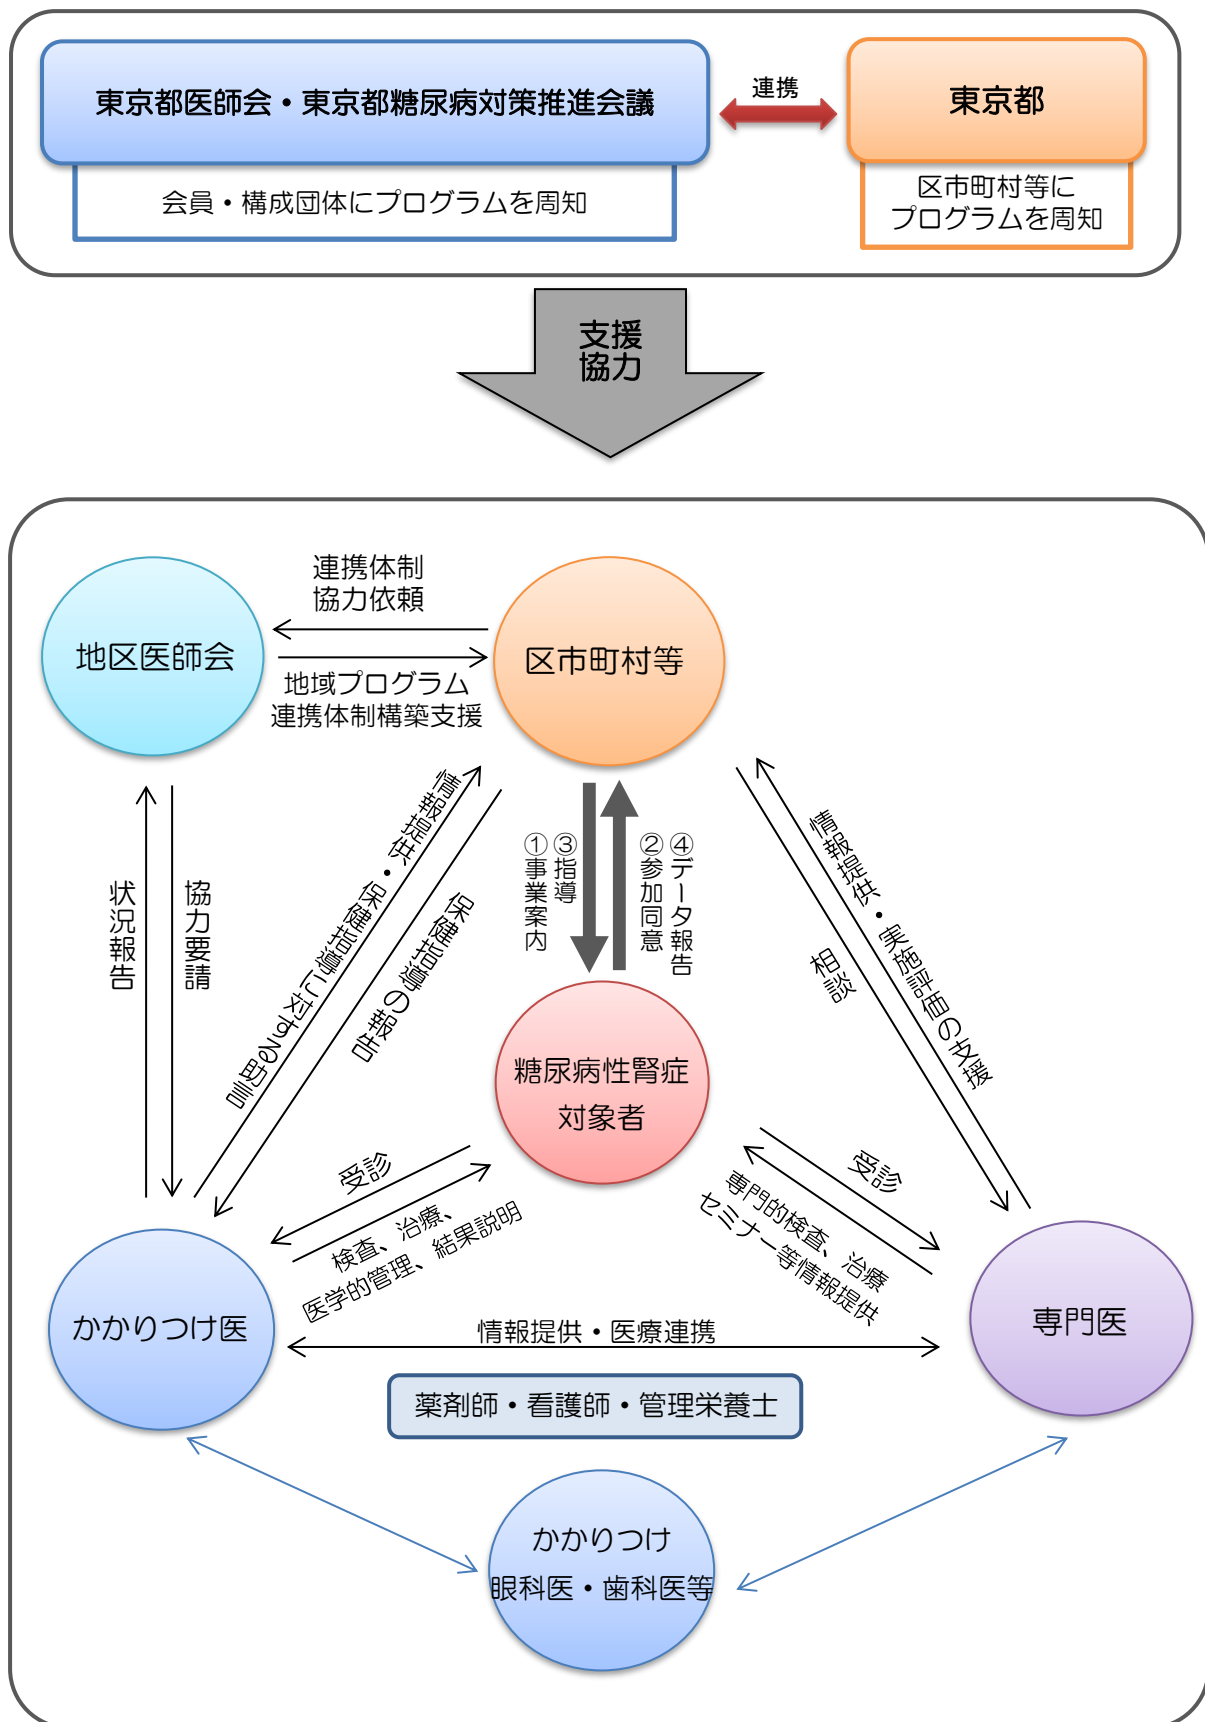 東京都医師会・東京都糖尿病対策推進会議
連携
東京都
会員・構成団体にプログラムを周知
区市町村等に
プログラムを周知
支援
協力
地区医師会
連携体制
協力依頼
地域プログラム
連携体制構築支援
区市町村等
状況報告
協力要請
情報提供、保健指導に対する助言
保健指導の報告
①事業案内
③指導
②参加同意
④データ報告
情報提供・実施評価の支援
相談
糖尿病性腎症
対象者
受診
検査、治療、
医学的管理、結果説明
受診
専門的検査、治療
セミナー等情報提供
かかりつけ医
情報提供・医療連携
専門医
薬剤師・看護師・管理栄養士
かかりつけ
眼科医・歯科医等